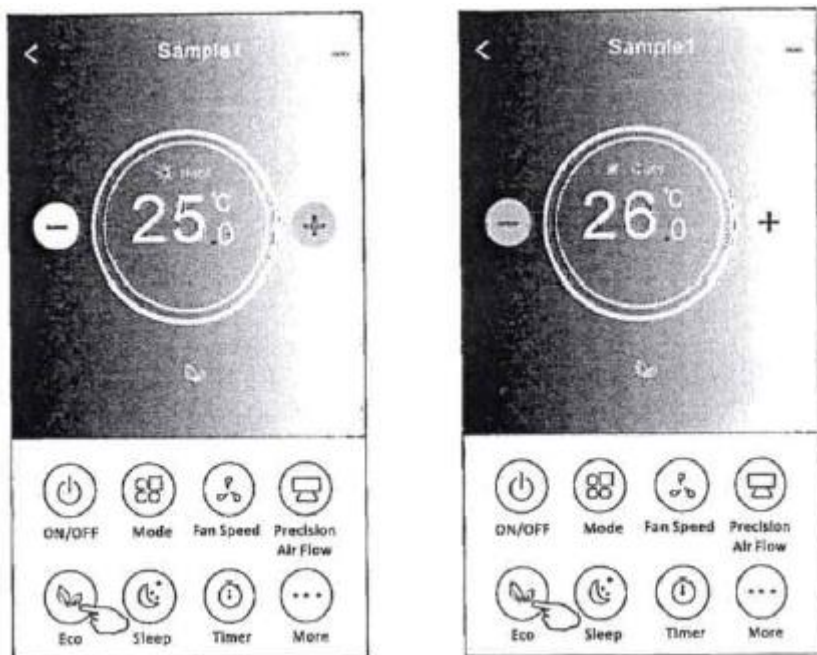 Sample1
Heat
25.0 °C
ON/OFF
Mode
Fan Speed
Precision
Air Flow
Eco
Sleep
Timer
More
Sample1
26.0 °C
ON/OFF
Mode
Fan Speed
Precision
Air Flow
Eco
Sleep
Timer
More